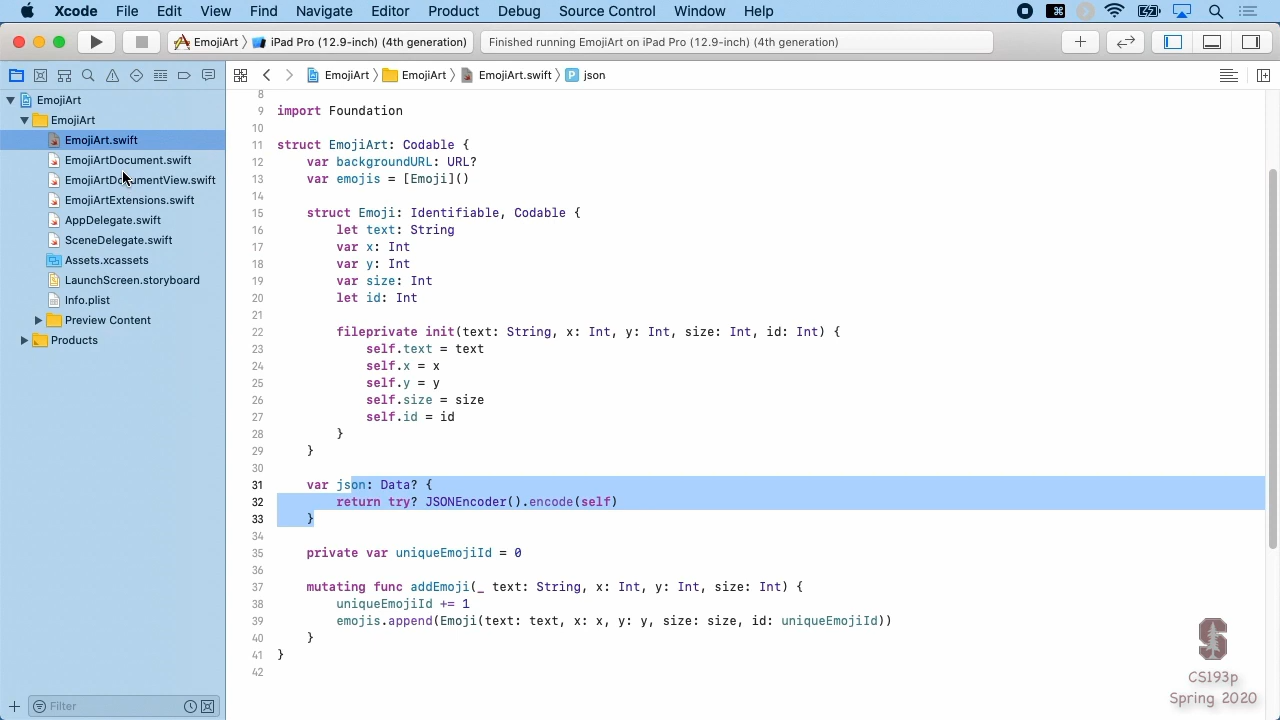 Xcode File Edit View Find Navigate Editor Product Debug Source Control Window Help
EmojiArt iPad Pro (12.9-inch) (4th generation) Finished running EmojiArt on iPad Pro (12.9-inch) (4th generation)
EmojiArt EmojiArt EmojiArt.swift P json
EmojiArt
EmojiArt
EmojiArt.swift
EmojiArtDocument.swift
EmojiArtDocumentView.swift
EmojiArtExtensions.swift
AppDelegate.swift
SceneDelegate.swift
Assets.xcassets
LaunchScreen.storyboard
Info.plist
Preview Content
Products
Filter
8
9 import Foundation
10
11 struct EmojiArt: Codable {
12 var backgroundURL: URL?
13 var emojis = [Emoji]()
14
15 struct Emoji: Identifiable, Codable {
16 let text: String
17 var x: Int
18 var y: Int
19 var size: Int
20 let id: Int
21
22 fileprivate init(text: String, x: Int, y: Int, size: Int, id: Int) {
23 self.text = text
24 self.x = x
25 self.y = y
26 self.size = size
27 self.id = id
28 }
29 }
30
31 var json: Data? {
32 return try? JSONEncoder().encode(self)
33 }
34
35 private var uniqueEmojiId = 0
36
37 mutating func addEmoji(_ text: String, x: Int, y: Int, size: Int) {
38 uniqueEmojiId += 1
39 emojis.append(Emoji(text: text, x: x, y: y, size: size, id: uniqueEmojiId))
40 }
41 }
42
S
CS193p
Spring 2020